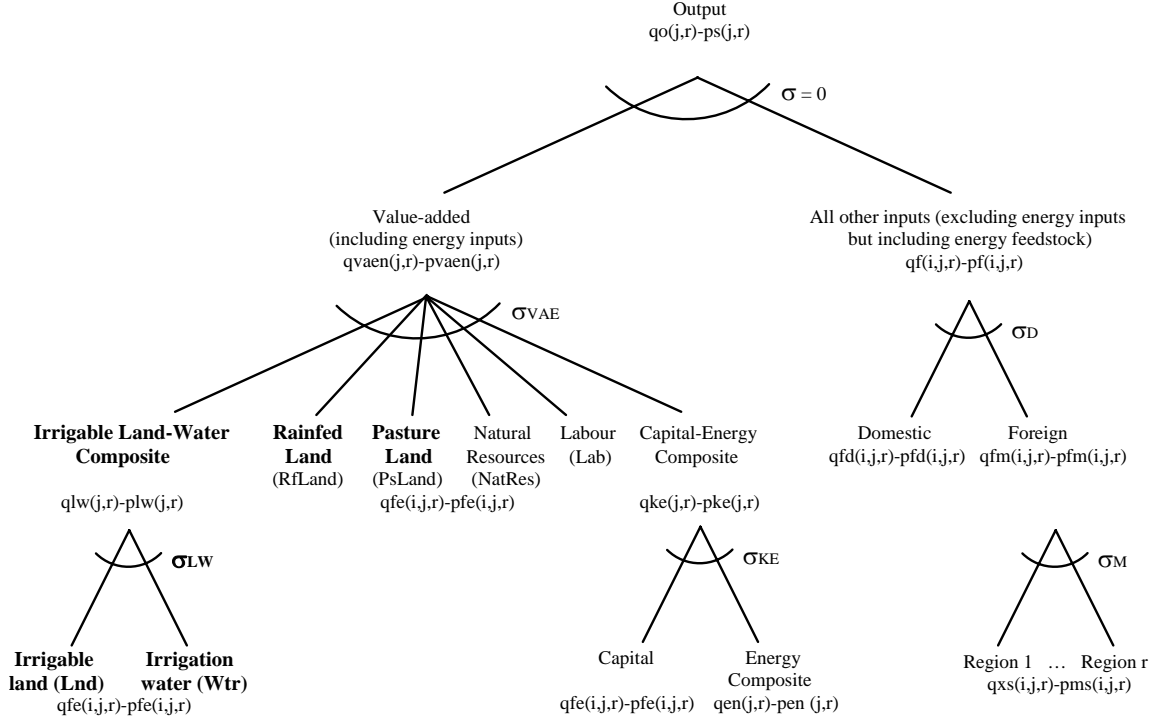 Output
qo(j,r)-ps(j,r)
σ = 0
Value-added
(including energy inputs)
qvaen(j,r)-pvaen(j,r)
All other inputs (excluding energy inputs
but including energy feedstock)
qf(i,j,r)-pf(i,j,r)
σVAE
σD
Irrigable Land-Water
Composite
qlw(j,r)-plw(j,r)
Rainfed
Land
(RfLand)
Pasture
Land
(PsLand)
Natural
Resources
(NatRes)
qfe(i,j,r)-pfe(i,j,r)
Labour
(Lab)
Capital-Energy
Composite
qke(j,r)-pke(j,r)
Domestic
qfd(i,j,r)-pfd(i,j,r)
Foreign
qfm(i,j,r)-pfm(i,j,r)
σLW
σKE
σM
Irrigable
land (Lnd)
Irrigation
water (Wtr)
qfe(i,j,r)-pfe(i,j,r)
Capital
qfe(i,j,r)-pfe(i,j,r)
Energy
Composite
qen(j,r)-pen (j,r)
Region 1 … Region r
qxs(i,j,r)-pms(i,j,r)